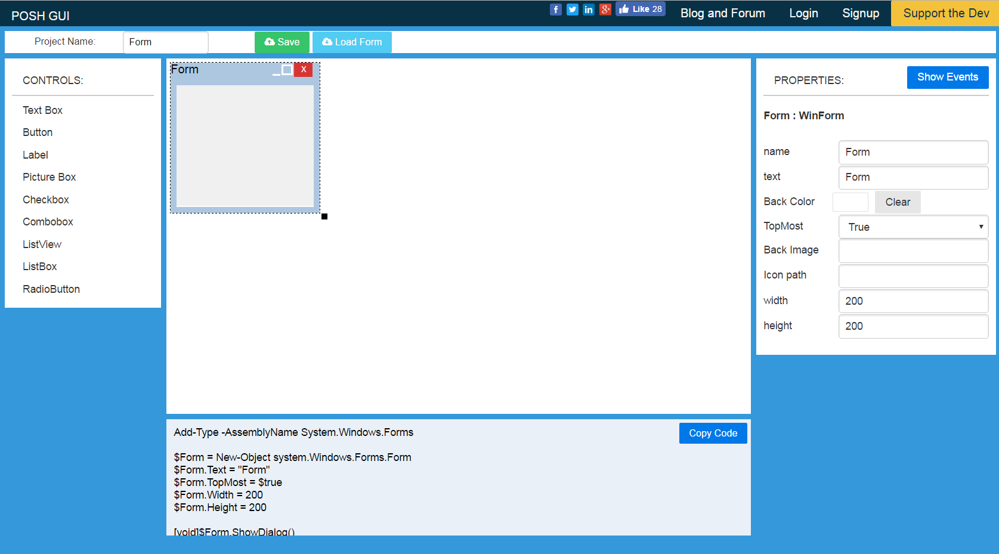 POSH GUI
f
in
g+
Like 28
Blog and Forum
Login
Signup
Support the Dev
Project Name:
Form
Save
Load Form
CONTROLS:
Text Box
Button
Label
Picture Box
Checkbox
Combobox
ListView
ListBox
RadioButton
Form
X
PROPERTIES:
Show Events
Form : WinForm
name
Form
text
Form
Back Color
Clear
TopMost
True
Back Image
Icon path
width
200
height
200
Copy Code
Add-Type -AssemblyName System.Windows.Forms
$Form = New-Object system.Windows.Forms.Form
$Form.Text = "Form"
$Form.TopMost = $true
$Form.Width = 200
$Form.Height = 200
[void]$Form.ShowDialog()